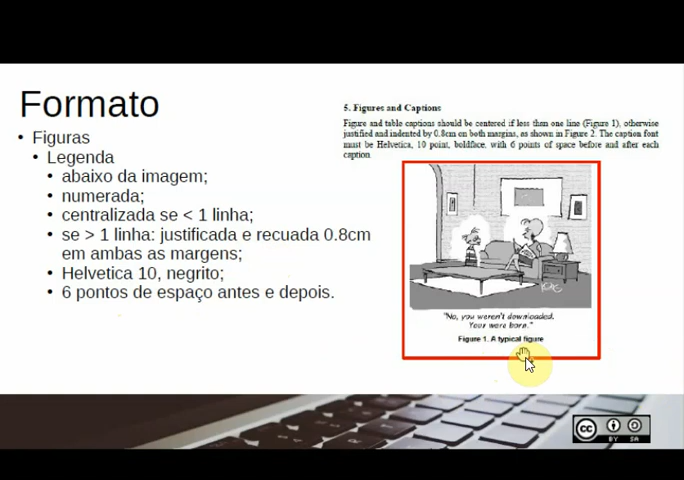 Formato
• Figuras
• Legenda
• abaixo da imagem;
• numerada;
• centralizada se < 1 linha;
• se > 1 linha: justificada e recuada 0.8cm
em ambas as margens;
• Helvetica 10, negrito;
• 6 pontos de espaço antes e depois.
5. Figures and Captions
Figure and table captions should be centered if less than one line (Figure 1), otherwise
justified and indented by 0.8cm on both margins, as shown in Figure 2. The caption font
must be Helvetica, 10 point, boldface, with 6 points of space before and after each
caption
"No, you weren't downloaded.
Your were born."
Figure 1. A typical figure
cc
BY SA